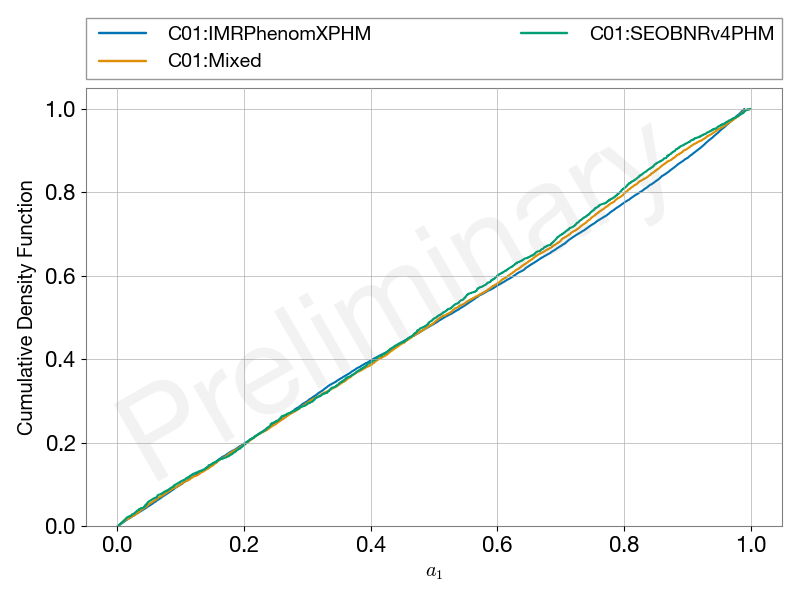 C01:IMRPhenomXPHM
C01:Mixed
C01:SEOBNRv4PHM
Cumulative Density Function
1.0
0.8
0.6
0.4
0.2
0.0
Preliminary
0.0 0.2 0.4 0.6 0.8 1.0
a₁